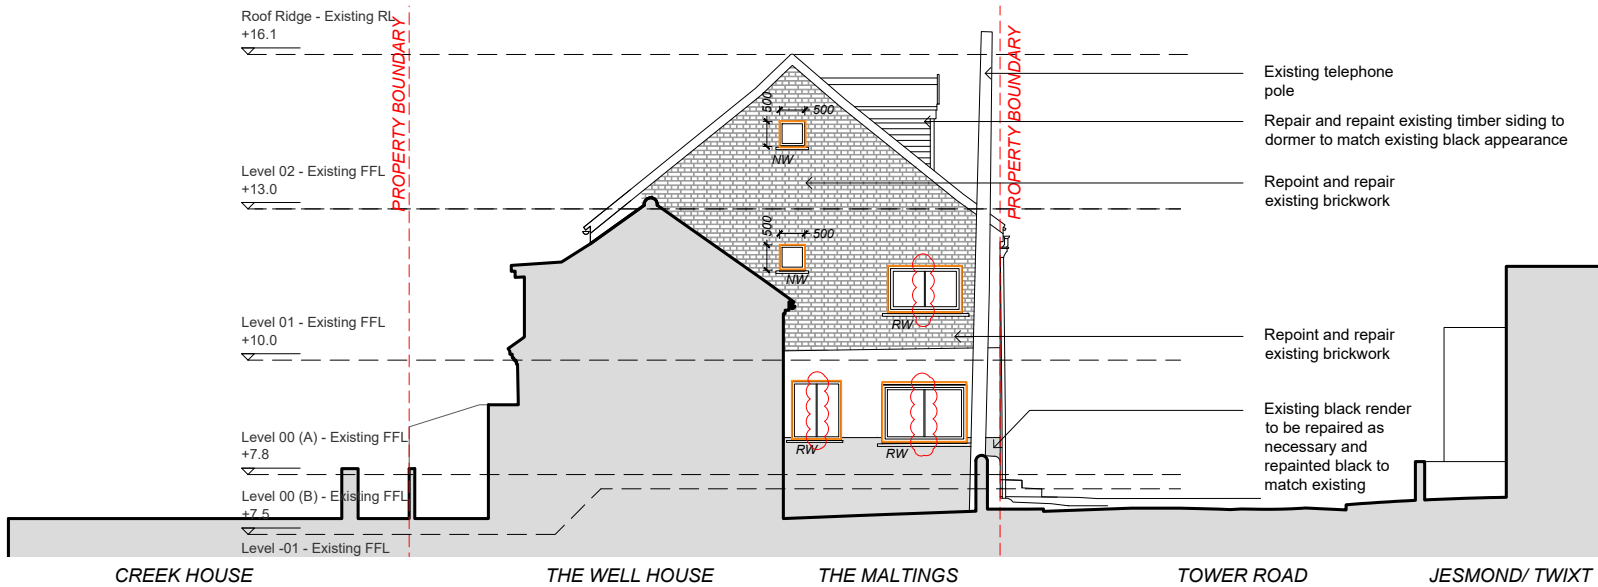 Roof Ridge - Existing RL
+16.1
PROPERTY BOUNDARY
PROPERTY BOUNDARY
Existing telephone
pole
500
500
NW
Repair and repaint existing timber siding to
dormer to match existing black appearance
Level 02 - Existing FFL
+13.0
Repoint and repair
existing brickwork
500
500
NW
RW
Level 01 - Existing FFL
+10.0
Repoint and repair
existing brickwork
RW
RW
Existing black render
to be repaired as
necessary and
repainted black to
match existing
Level 00 (A) - Existing FFL
+7.8
Level 00 (B) - Existing FFL
+7.5
Level -01 - Existing FFL
CREEK HOUSE
THE WELL HOUSE
THE MALTINGS
TOWER ROAD
JESMOND/ TWIXT